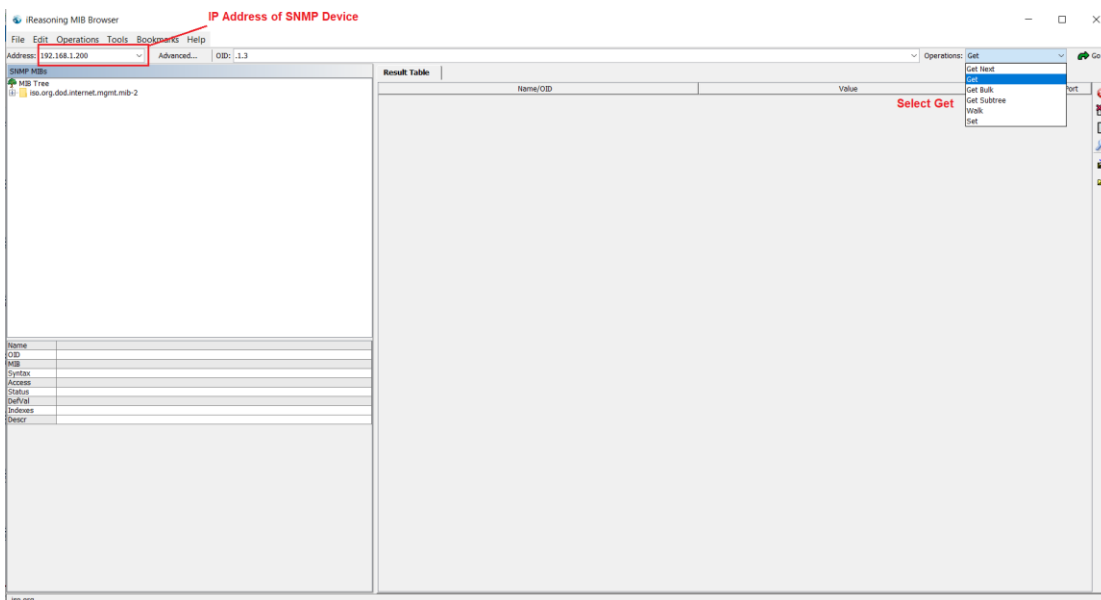 iReasoning MIB Browser
IP Address of SNMP Device
File Edit Operations Tools Bookmarks Help
Address: 192.168.1.200 Advanced... OID: .1.3 Operations: Get Go
SNMP MIBs
MIB Tree
iso.org.dod.internet.mgmt.mib-2
Result Table
Name/OID Value Port
Get Next
Get
Get Bulk
Get Subtree
Walk
Set
Select Get
Name
OID
MIB
Syntax
Access
Status
DefVal
Indexes
Descr